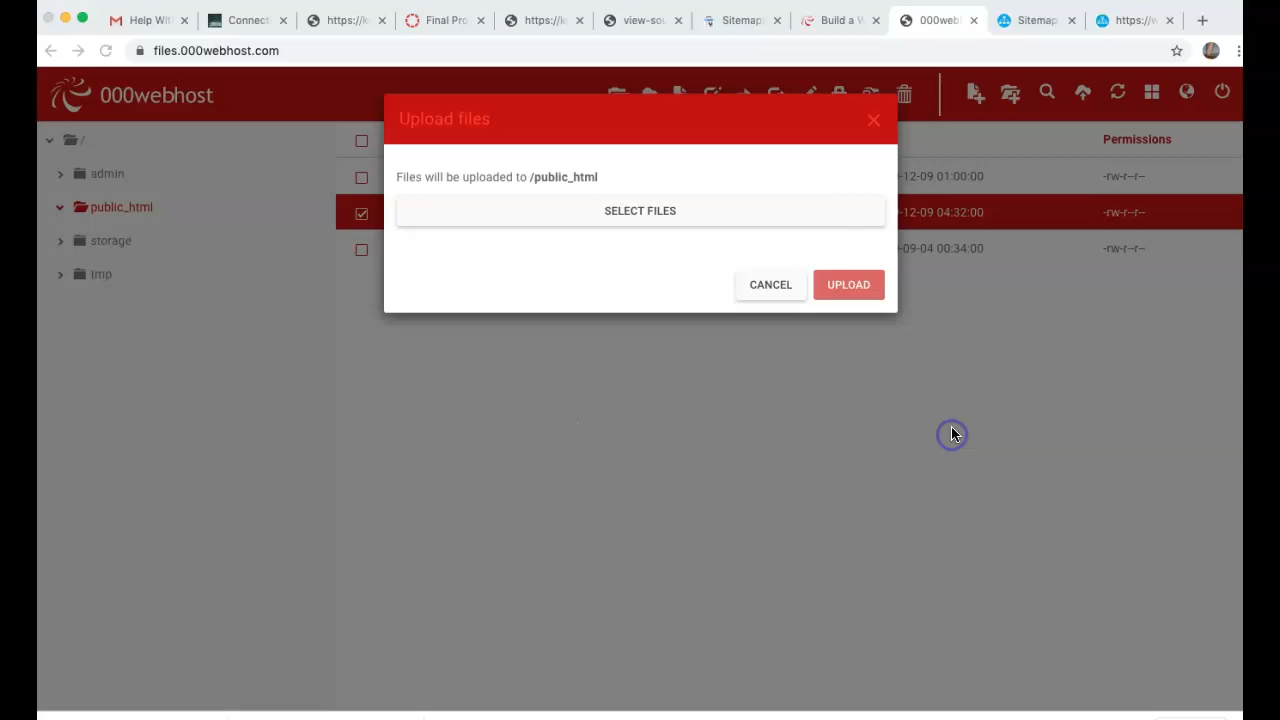 Help Wit
Connect
https://k
Final Pro
https://k
view-sou
Sitemap
Build a W
000web
Sitemap
https://w
files.000webhost.com
000webhost
Upload files
/
Permissions
admin
Files will be uploaded to /public_html
-12-09 01:00:00
-rw-r--r--
public_html
SELECT FILES
-12-09 04:32:00
-rw-r--r--
storage
-09-04 00:34:00
-rw-r--r--
tmp
CANCEL
UPLOAD